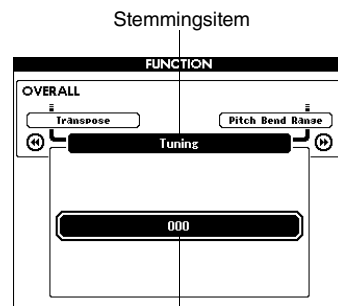 Stemmingsitem
FUNCTION
OVERALL
Transpose
Pitch Bend Range
Tuning
000